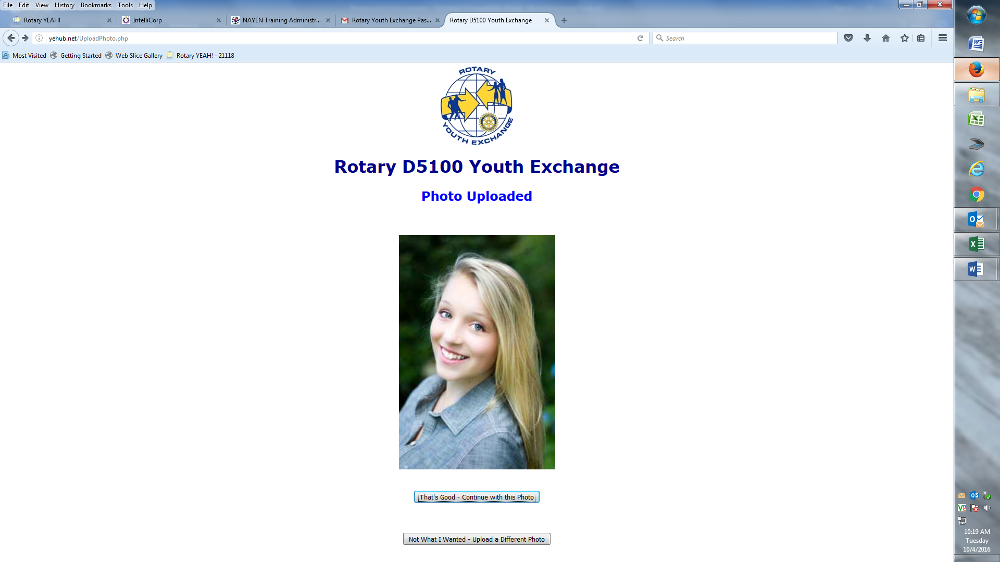 File Edit View History Bookmarks Tools Help
Rotary YEAH!
IntelliCorp
NAYEN Training Administr...
Rotary Youth Exchange Pas...
Rotary D5100 Youth Exchange
yehub.net/UploadPhoto.php
Search
Most Visited
Getting Started
Web Slice Gallery
Rotary YEAH! - 21118
ROTARY
YOUTH EXCHANGE
Rotary D5100 Youth Exchange
Photo Uploaded
That's Good - Continue with this Photo
Not What I Wanted - Upload a Different Photo
10:19 AM
Tuesday
10/4/2016